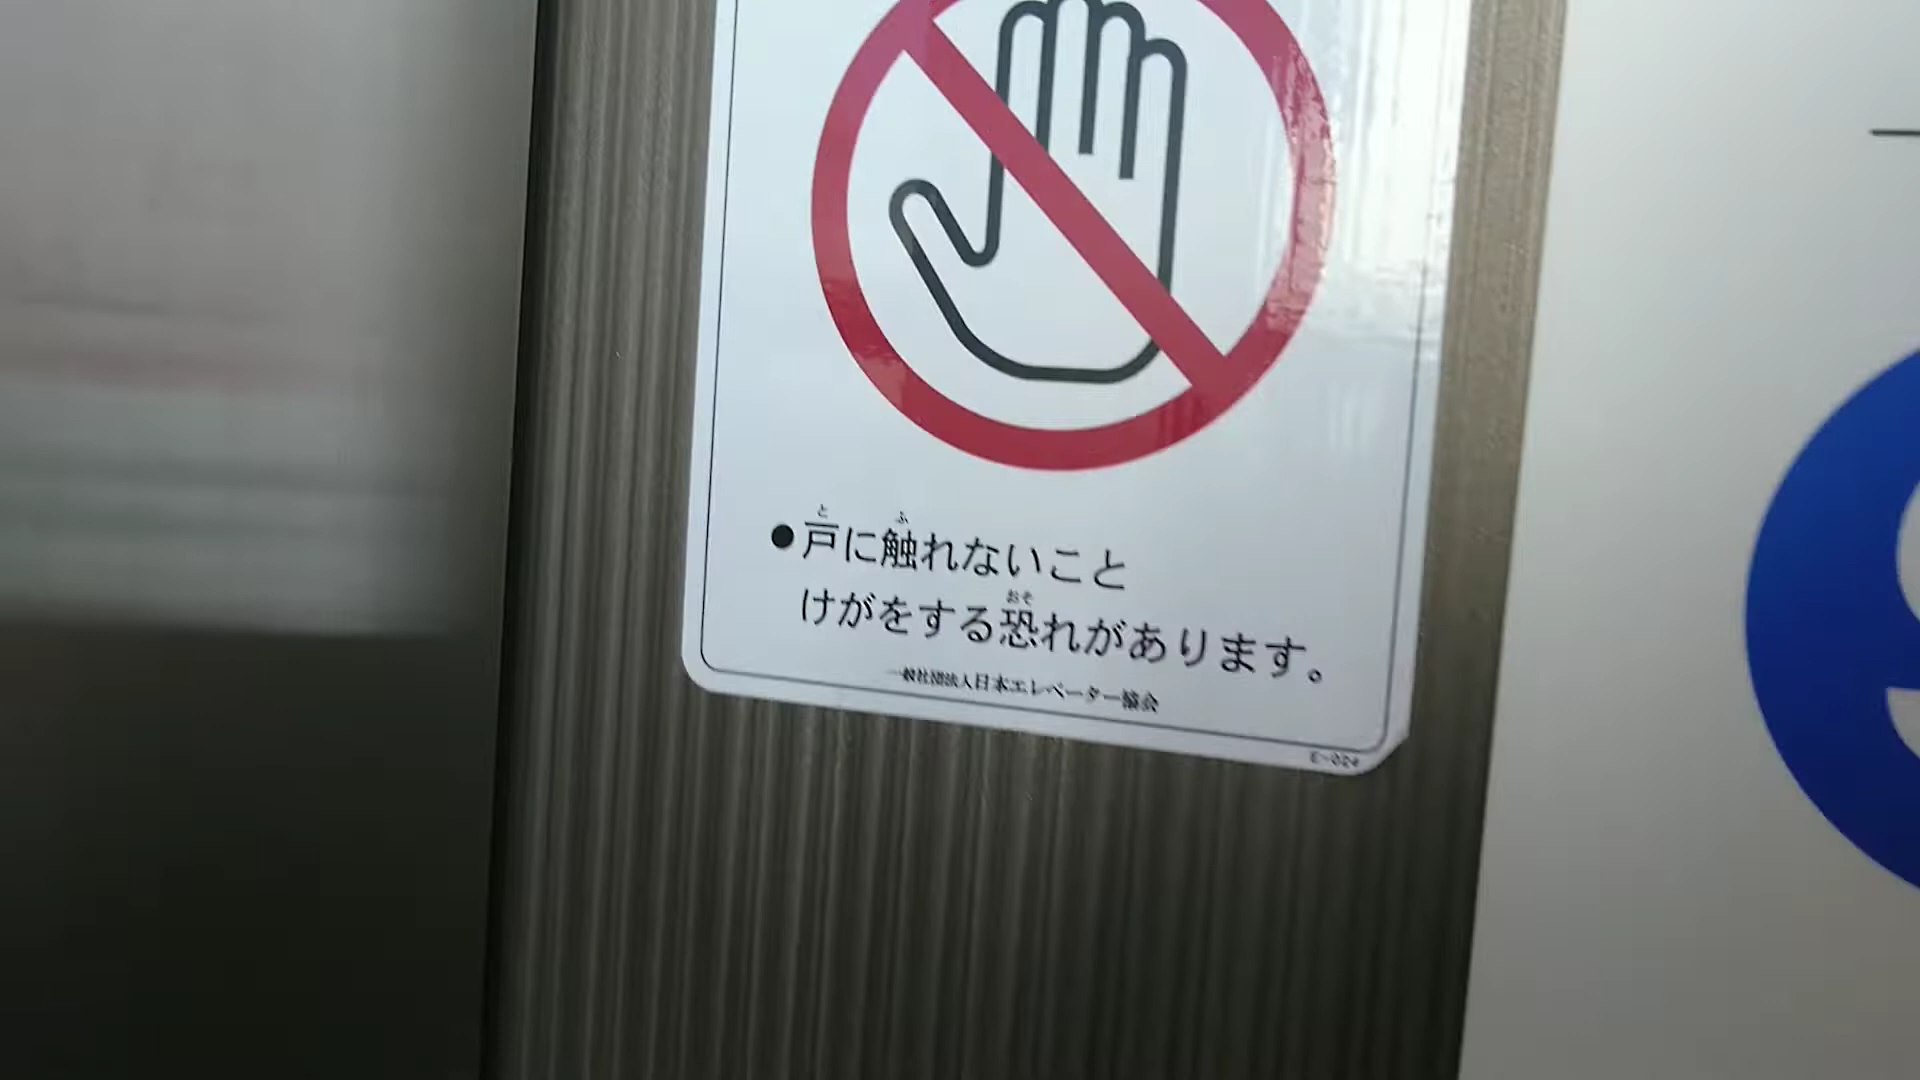 ●戸に触れないこと
けがをする恐れがあります。
一般社団法人日本エレベーター協会
E-024